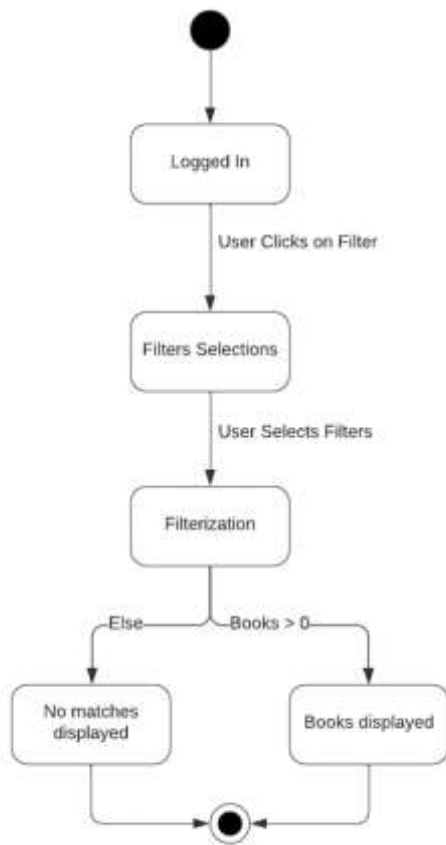 Logged In
User Clicks on Filter
Filters Selections
User Selects Filters
Filterization
Else
Books > 0
No matches
displayed
Books displayed